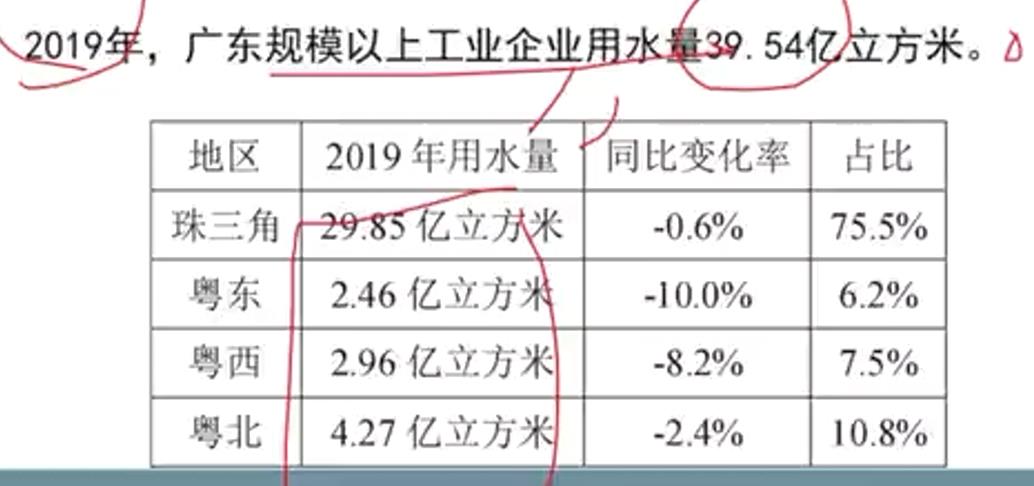 2019年，广东规模以上工业企业用水量39.54亿立方米。
地区 2019 年用水量 同比变化率 占比
珠三角 29.85 亿立方米 -0.6% 75.5%
粤东 2.46 亿立方米 -10.0% 6.2%
粤西 2.96 亿立方米 -8.2% 7.5%
粤北 4.27 亿立方米 -2.4% 10.8%